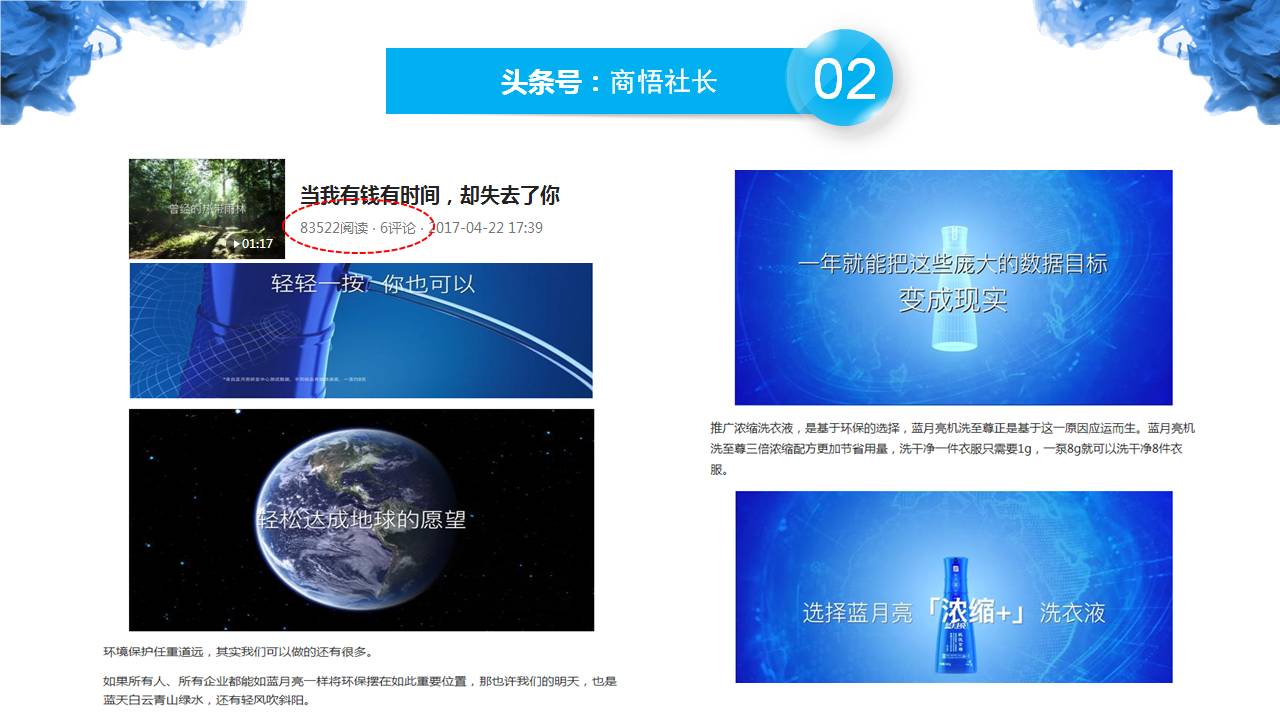 头条号：商悟社长
02
曾经的热带雨林
01:17
当我有钱有时间，却失去了你
83522阅读 · 6评论 · 2017-04-22 17:39
轻轻一按 你也可以
轻松达成地球的愿望
环境保护任重道远，其实我们可以做的还有很多。
如果所有人、所有企业都能如蓝月亮一样将环保摆在如此重要位置，那也许我们的明天，也是
蓝天白云青山绿水，还有轻风吹斜阳。
一年就能把这些庞大的数据目标
变成现实
推广浓缩洗衣液，是基于环保的选择，蓝月亮机洗至尊正是基于这一原因应运而生。蓝月亮机
洗至尊三倍浓缩配方更加节省用量，洗干净一件衣服只需要1g，一泵8g就可以洗干净8件衣
服。
选择蓝月亮「浓缩+」洗衣液
蓝月亮